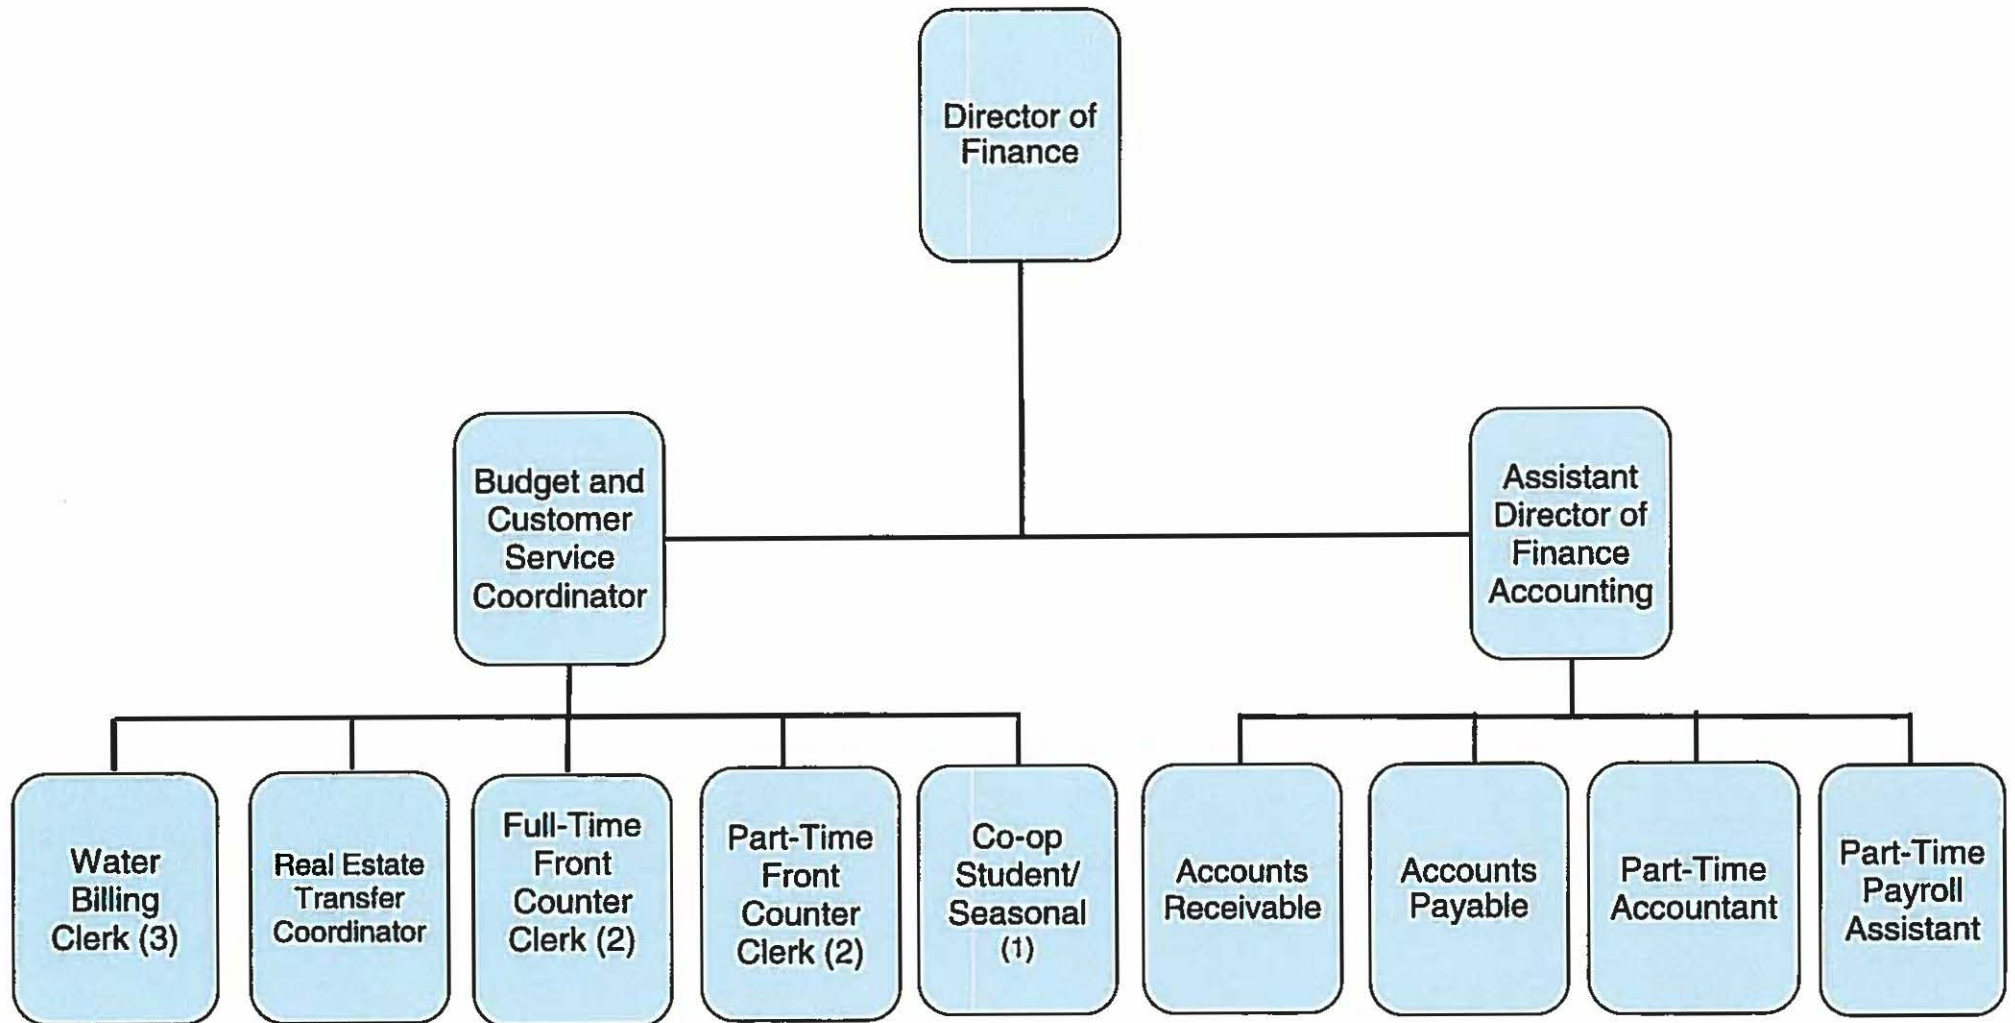 Director of
Finance
Budget and
Customer
Service
Coordinator
Assistant
Director of
Finance
Accounting
Water
Billing
Clerk (3)
Real Estate
Transfer
Coordinator
Full-Time
Front
Counter
Clerk (2)
Part-Time
Front
Counter
Clerk (2)
Co-op
Student/
Seasonal
(1)
Accounts
Receivable
Accounts
Payable
Part-Time
Accountant
Part-Time
Payroll
Assistant